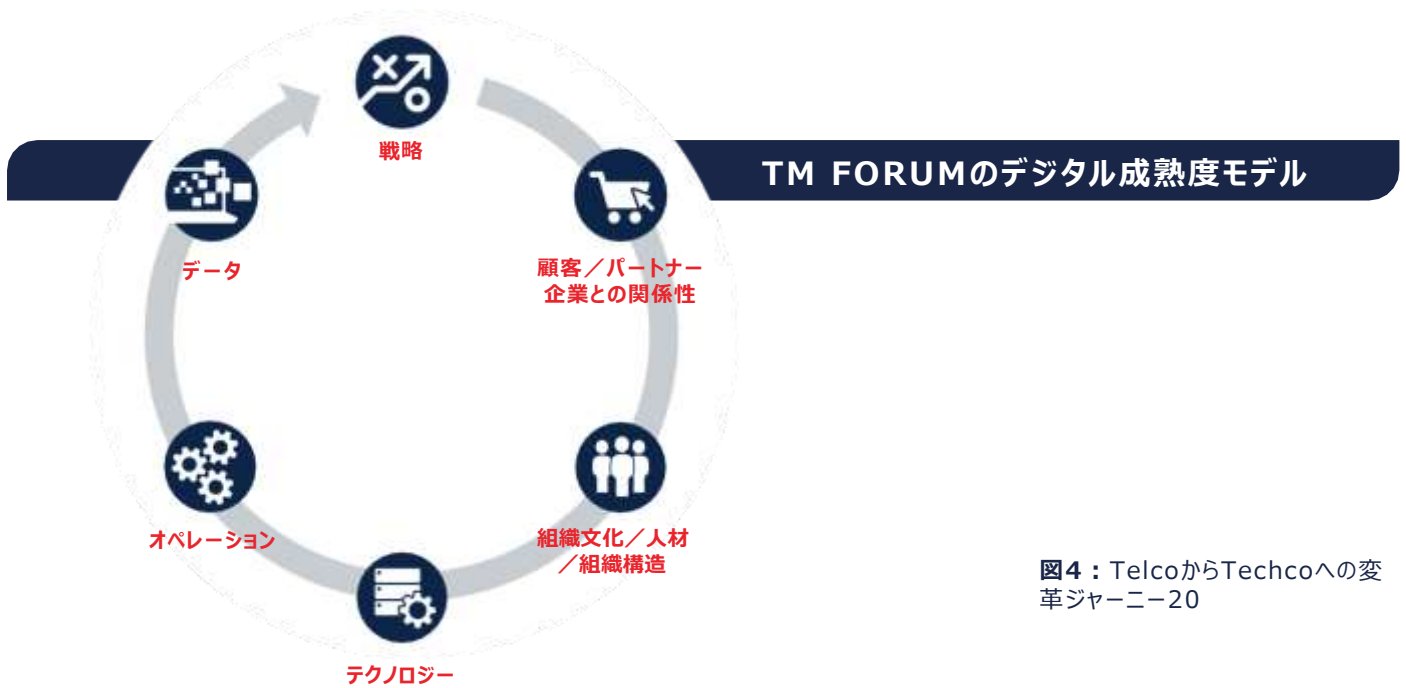 TM FORUMのデジタル成熟度モデル
戦略
顧客／パートナー
企業との関係性
組織文化／人材
／組織構造
テクノロジー
オペレーション
データ
図4：TelcoからTechcoへの変
革ジャーニー20